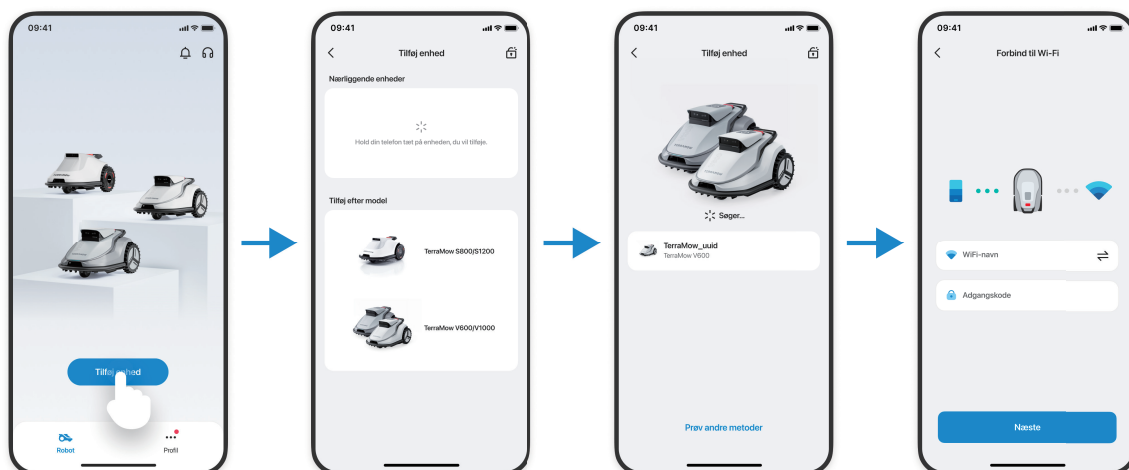 09:41
Tilføj enhed
Robot
Profil
09:41
Tilføj enhed
Nærliggende enheder
Hold din telefon tæt på enheden, du vil tilføje.
Tilføj efter model
TerraMow S800/S1200
TerraMow V600/V1000
09:41
Tilføj enhed
Søger...
TerraMow_uuid
TerraMow V600
Prøv andre metoder
09:41
Forbind til Wi-Fi
WiFi-navn
Adgangskode
Næste